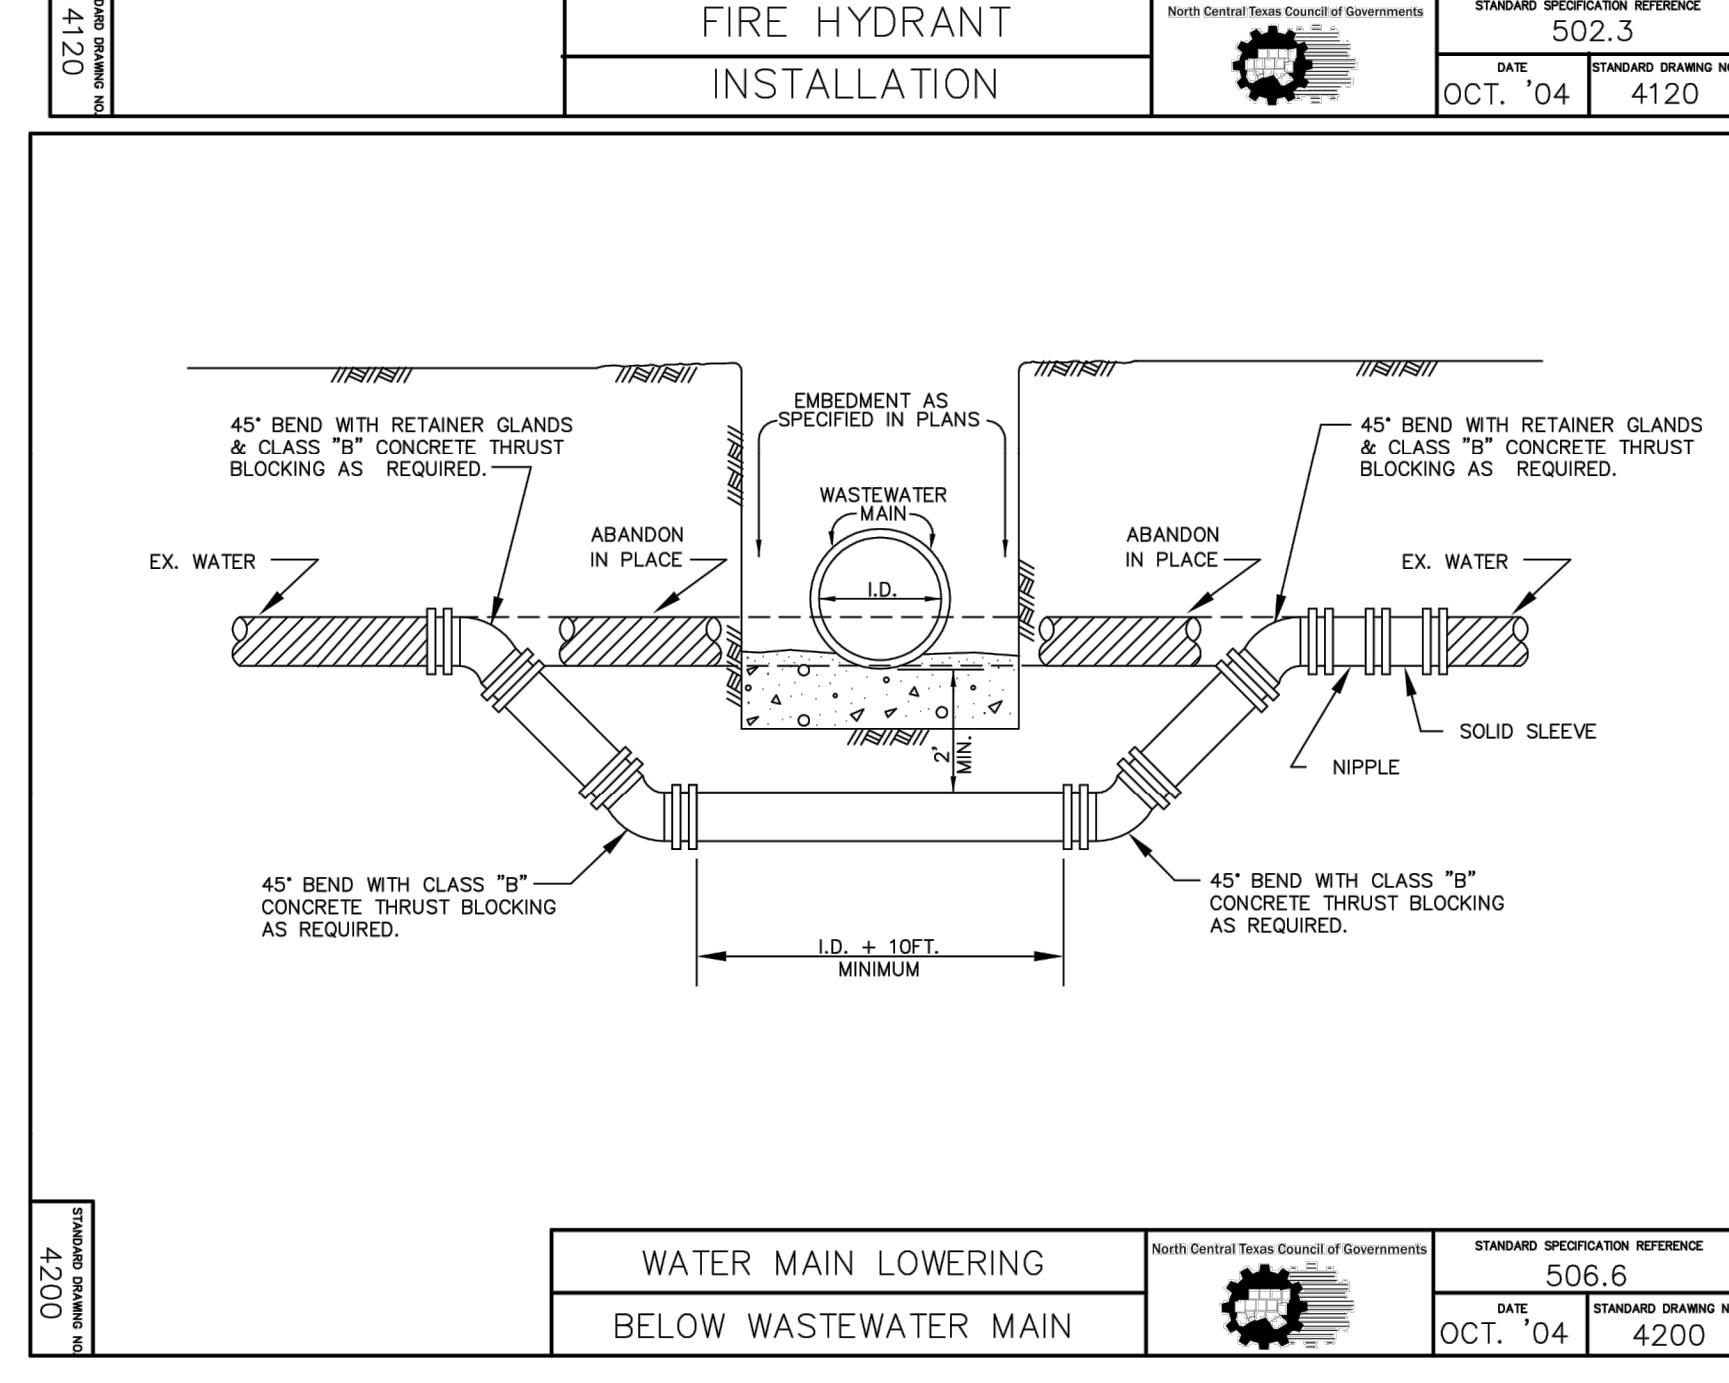 FIRE HYDRANT
INSTALLATION
North Central Texas Council of Governments
STANDARD SPECIFICATION REFERENCE
502.3
DATE
OCT. '04
STANDARD DRAWING
4120
DRAWING NO.
4120
EMBEDMENT AS
SPECIFIED IN PLANS
45° BEND WITH RETAINER GLANDS
& CLASS "B" CONCRETE THRUST
BLOCKING AS REQUIRED.
45° BEND WITH RETAINER GLANDS
& CLASS "B" CONCRETE THRUST
BLOCKING AS REQUIRED.
WASTEWATER
MAIN
ABANDON
IN PLACE
ABANDON
IN PLACE
EX. WATER
EX. WATER
I.D.
2'
MIN.
SOLID SLEEVE
NIPPLE
45° BEND WITH CLASS "B"
CONCRETE THRUST BLOCKING
AS REQUIRED.
45° BEND WITH CLASS "B"
CONCRETE THRUST BLOCKING
AS REQUIRED.
I.D. + 10FT.
MINIMUM
STANDARD DRAWING NO.
4200
WATER MAIN LOWERING
BELOW WASTEWATER MAIN
North Central Texas Council of Governments
STANDARD SPECIFICATION REFERENCE
506.6
DATE
OCT. '04
STANDARD DRAWING
4200